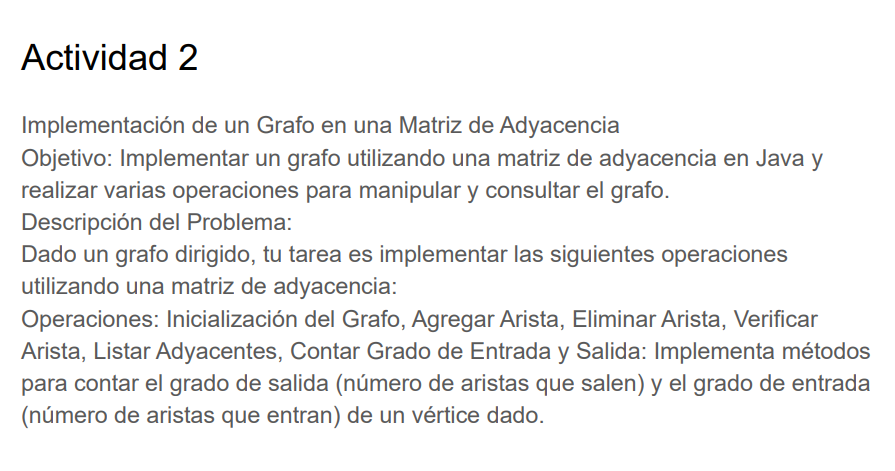 Actividad 2
Implementación de un Grafo en una Matriz de Adyacencia
Objetivo: Implementar un grafo utilizando una matriz de adyacencia en Java y
realizar varias operaciones para manipular y consultar el grafo.
Descripción del Problema:
Dado un grafo dirigido, tu tarea es implementar las siguientes operaciones
utilizando una matriz de adyacencia:
Operaciones: Inicialización del Grafo, Agregar Arista, Eliminar Arista, Verificar
Arista, Listar Adyacentes, Contar Grado de Entrada y Salida: Implementa métodos
para contar el grado de salida (número de aristas que salen) y el grado de entrada
(número de aristas que entran) de un vértice dado.